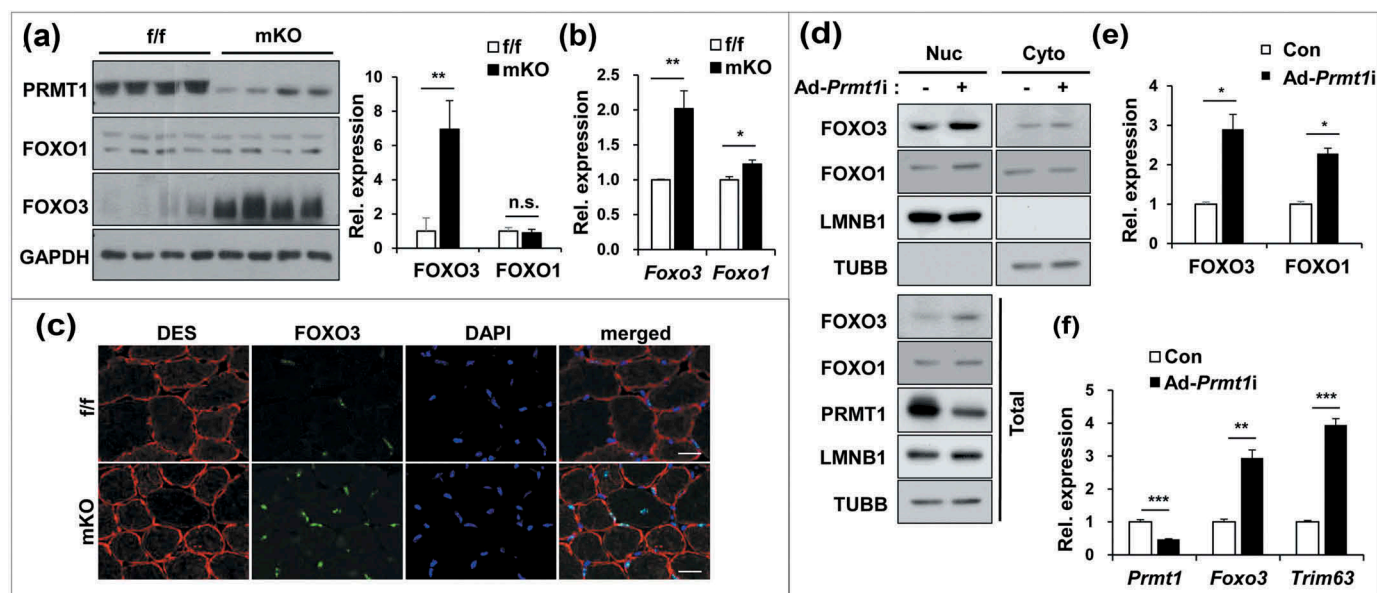 (a)
f/f mKO
PRMT1
FOXO1
FOXO3
GAPDH
f/f
mKO
Rel. expression
10
8
6
4
2
0
**
n.s.
FOXO3 FOXO1
(b)
f/f
mKO
Rel. expression
2.5
2.0
1.5
1.0
0.5
0.0
**
*
Foxo3 Foxo1
(c)
DES FOXO3 DAPI merged
f/f
mKO
(d)
Nuc Cyto
Ad-Prmt1i : - + - +
FOXO3
FOXO1
LMNB1
TUBB
FOXO3
FOXO1
PRMT1
LMNB1
TUBB
Total
(e)
Con
Ad-Prmt1i
Rel. expression
4
3
2
1
0
*
*
FOXO3 FOXO1
(f)
Con
Ad-Prmt1i
Rel. expression
5
4
3
2
1
0
***
**
***
Prmt1 Foxo3 Trim63